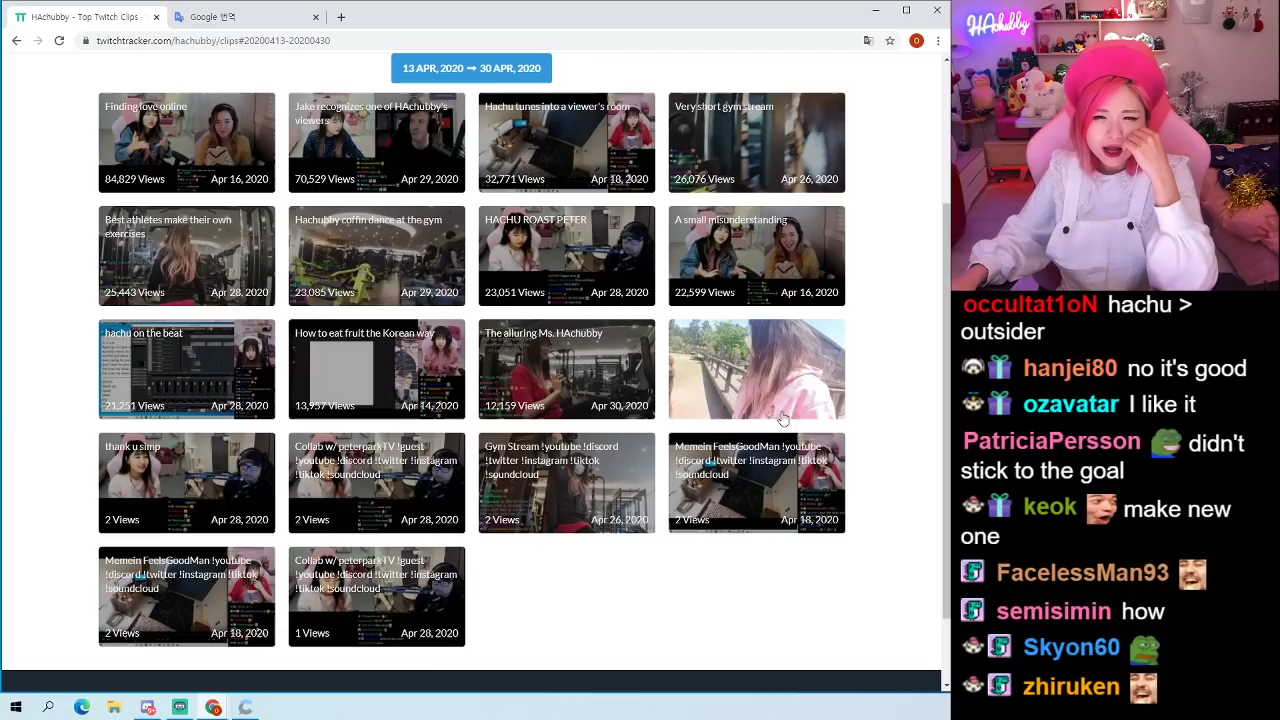 HAchubby - Top Twitch Clips - St
Google 번역
twitchtracker.com/hachubby/clips#20200413-20200430
13 APR, 2020 ➞ 30 APR, 2020
Finding love online
84,829 Views Apr 16, 2020
Jake recognizes one of HAchubby's
viewers
70,529 Views Apr 29, 2020
Hachu tunes into a viewer's room
32,771 Views Apr 18, 2020
Very short gym stream
26,076 Views Apr 26, 2020
Best athletes make their own
exercises
25,443 Views Apr 28, 2020
Hachubby coffin dance at the gym
23,085 Views Apr 29, 2020
HACHU ROAST PETER
23,051 Views Apr 28, 2020
A small misunderstanding
22,599 Views Apr 16, 2020
hachu on the beat
21,251 Views Apr 28, 2020
How to eat fruit the Korean way
13,957 Views Apr 14, 2020
The alluring Ms. HAchubby
12,159 Views Apr 30, 2020
thank u simp
2 Views Apr 28, 2020
Collab w/ peterparkTV !guest
!youtube !discord !twitter !instagram
!tiktok !soundcloud
2 Views Apr 28, 2020
Gym Stream !youtube !discord
!twitter !instagram !tiktok
!soundcloud
2 Views Apr 26, 2020
Memein FeelsGoodMan !youtube
!discord !twitter !instagram !tiktok
!soundcloud
2 Views Apr 18, 2020
Memein FeelsGoodMan !youtube
!discord !twitter !instagram !tiktok
!soundcloud
2 Views Apr 18, 2020
Collab w/ peterparkTV !guest
!youtube !discord !twitter !instagram
!tiktok !soundcloud
1 Views Apr 28, 2020
HAchubby
occultat1oN hachu >
outsider
hanjei80 no it's good
ozavatar I like it
PatriciaPersson didn't
stick to the goal
keok make new
one
FacelessMan93
semisimin how
Skyon60
zhiruken